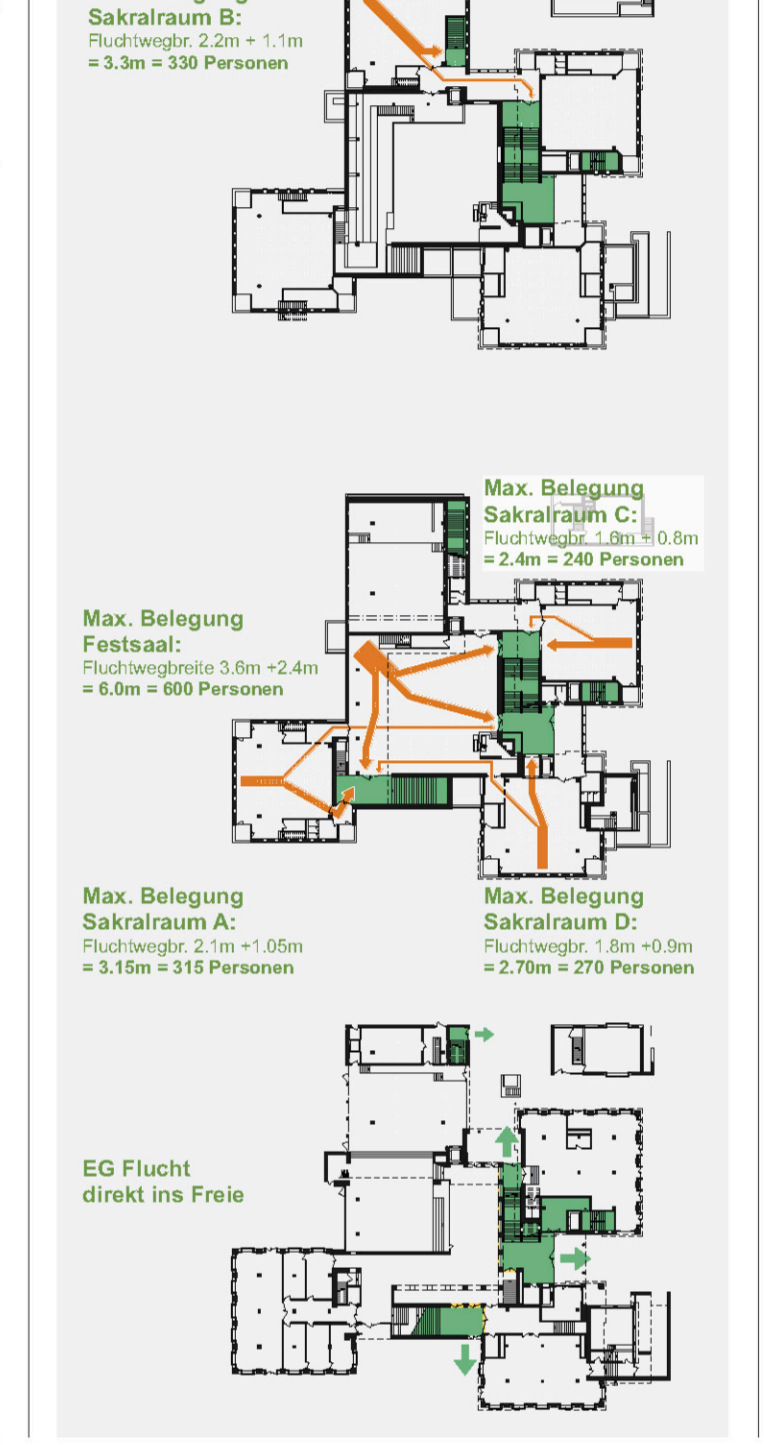 Sakralraum B:
Fluchtwegbr. 2.2m + 1.1m
= 3.3m = 330 Personen
Max. Belegung
Sakralraum C:
Fluchtwegbr. 1.6m + 0.8m
= 2.4m = 240 Personen
Max. Belegung
Festsaal:
Fluchtwegbreite 3.6m +2.4m
= 6.0m = 600 Personen
Max. Belegung
Sakralraum A:
Fluchtwegbr. 2.1m +1.05m
= 3.15m = 315 Personen
Max. Belegung
Sakralraum D:
Fluchtwegbr. 1.8m +0.9m
= 2.70m = 270 Personen
EG Flucht
direkt ins Freie